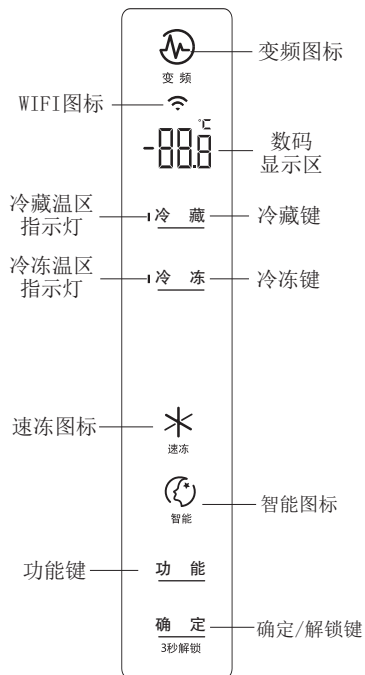 变频图标
变 频
WIFI图标
-88.8℃
数码
显示区
冷藏温区
指示灯
冷 藏
冷藏键
冷冻温区
指示灯
冷 冻
冷冻键
速冻图标
速冻
智能图标
智能
功能键
功 能
确 定
3秒解锁
确定/解锁键